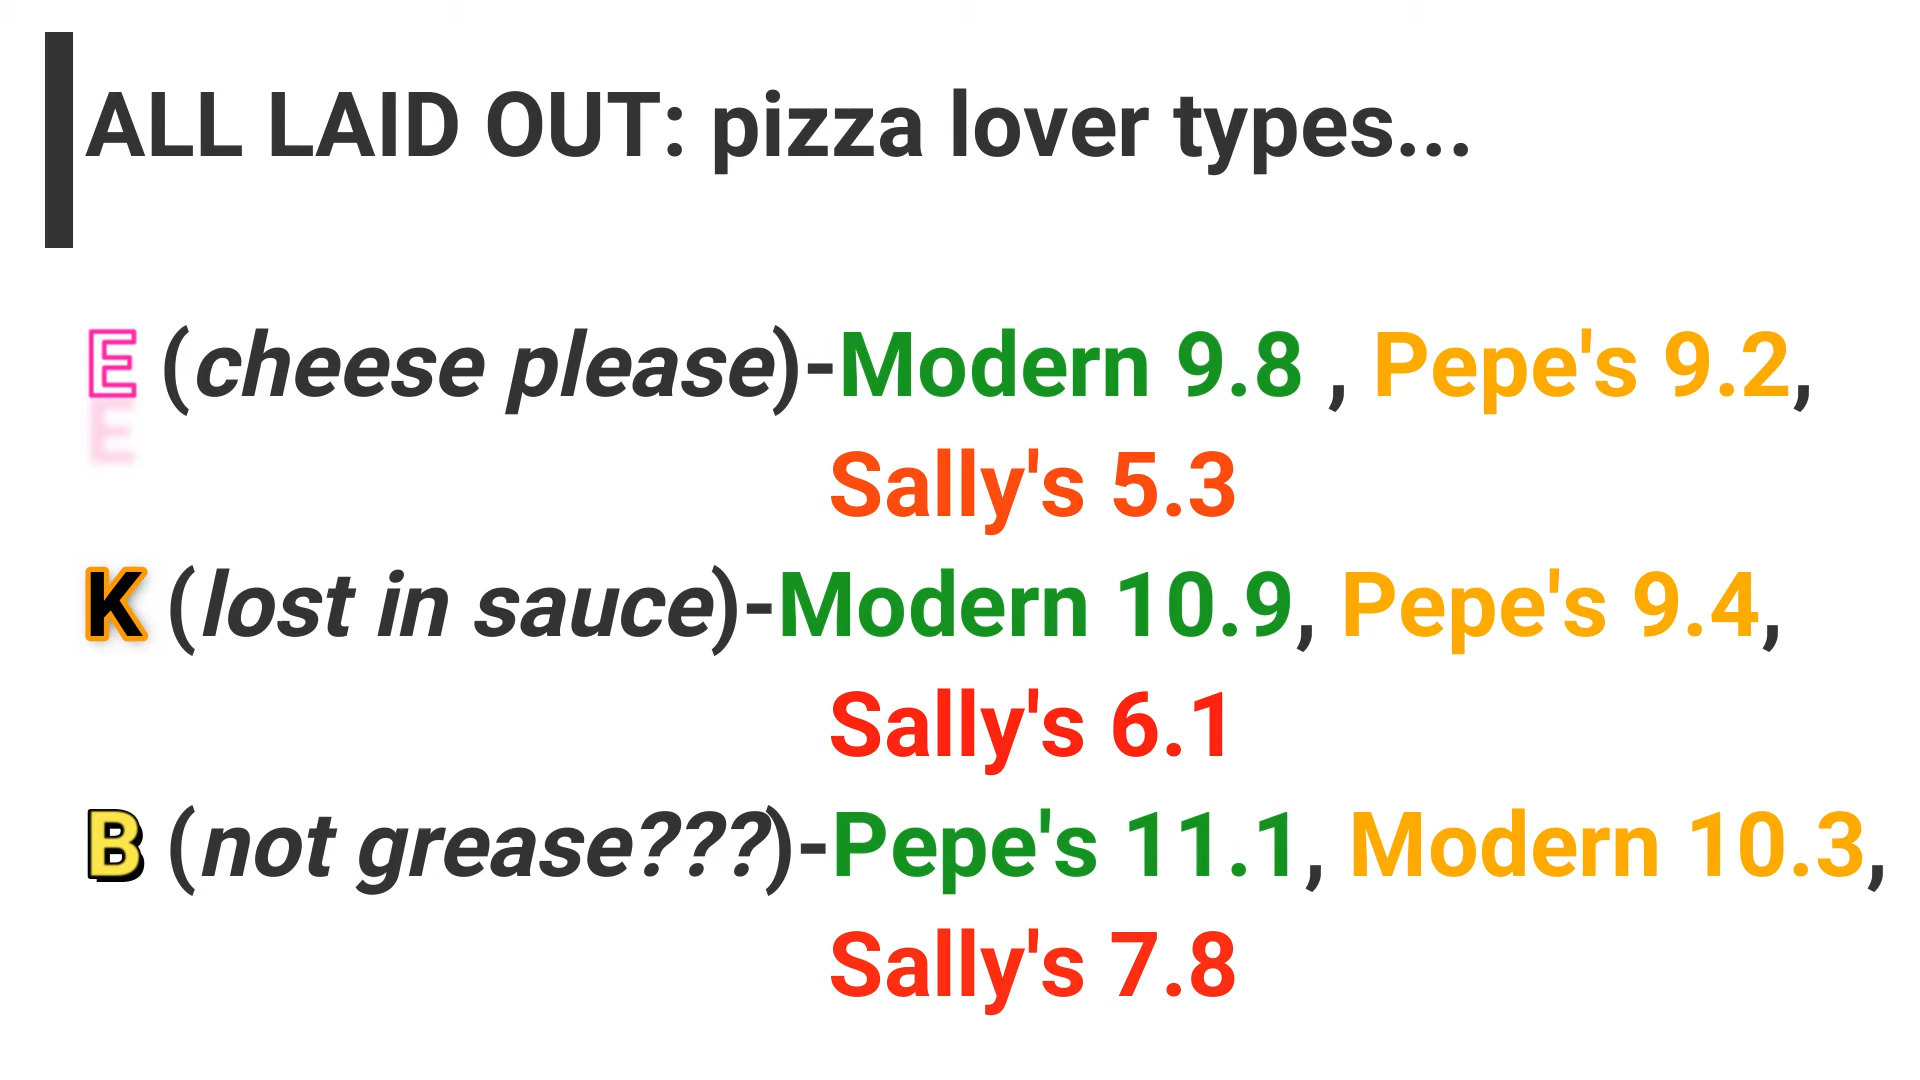 ALL LAID OUT: pizza lover types...
E (cheese please)-Modern 9.8 , Pepe's 9.2,
Sally's 5.3
K (lost in sauce)-Modern 10.9, Pepe's 9.4,
Sally's 6.1
B (not grease???)-Pepe's 11.1, Modern 10.3,
Sally's 7.8